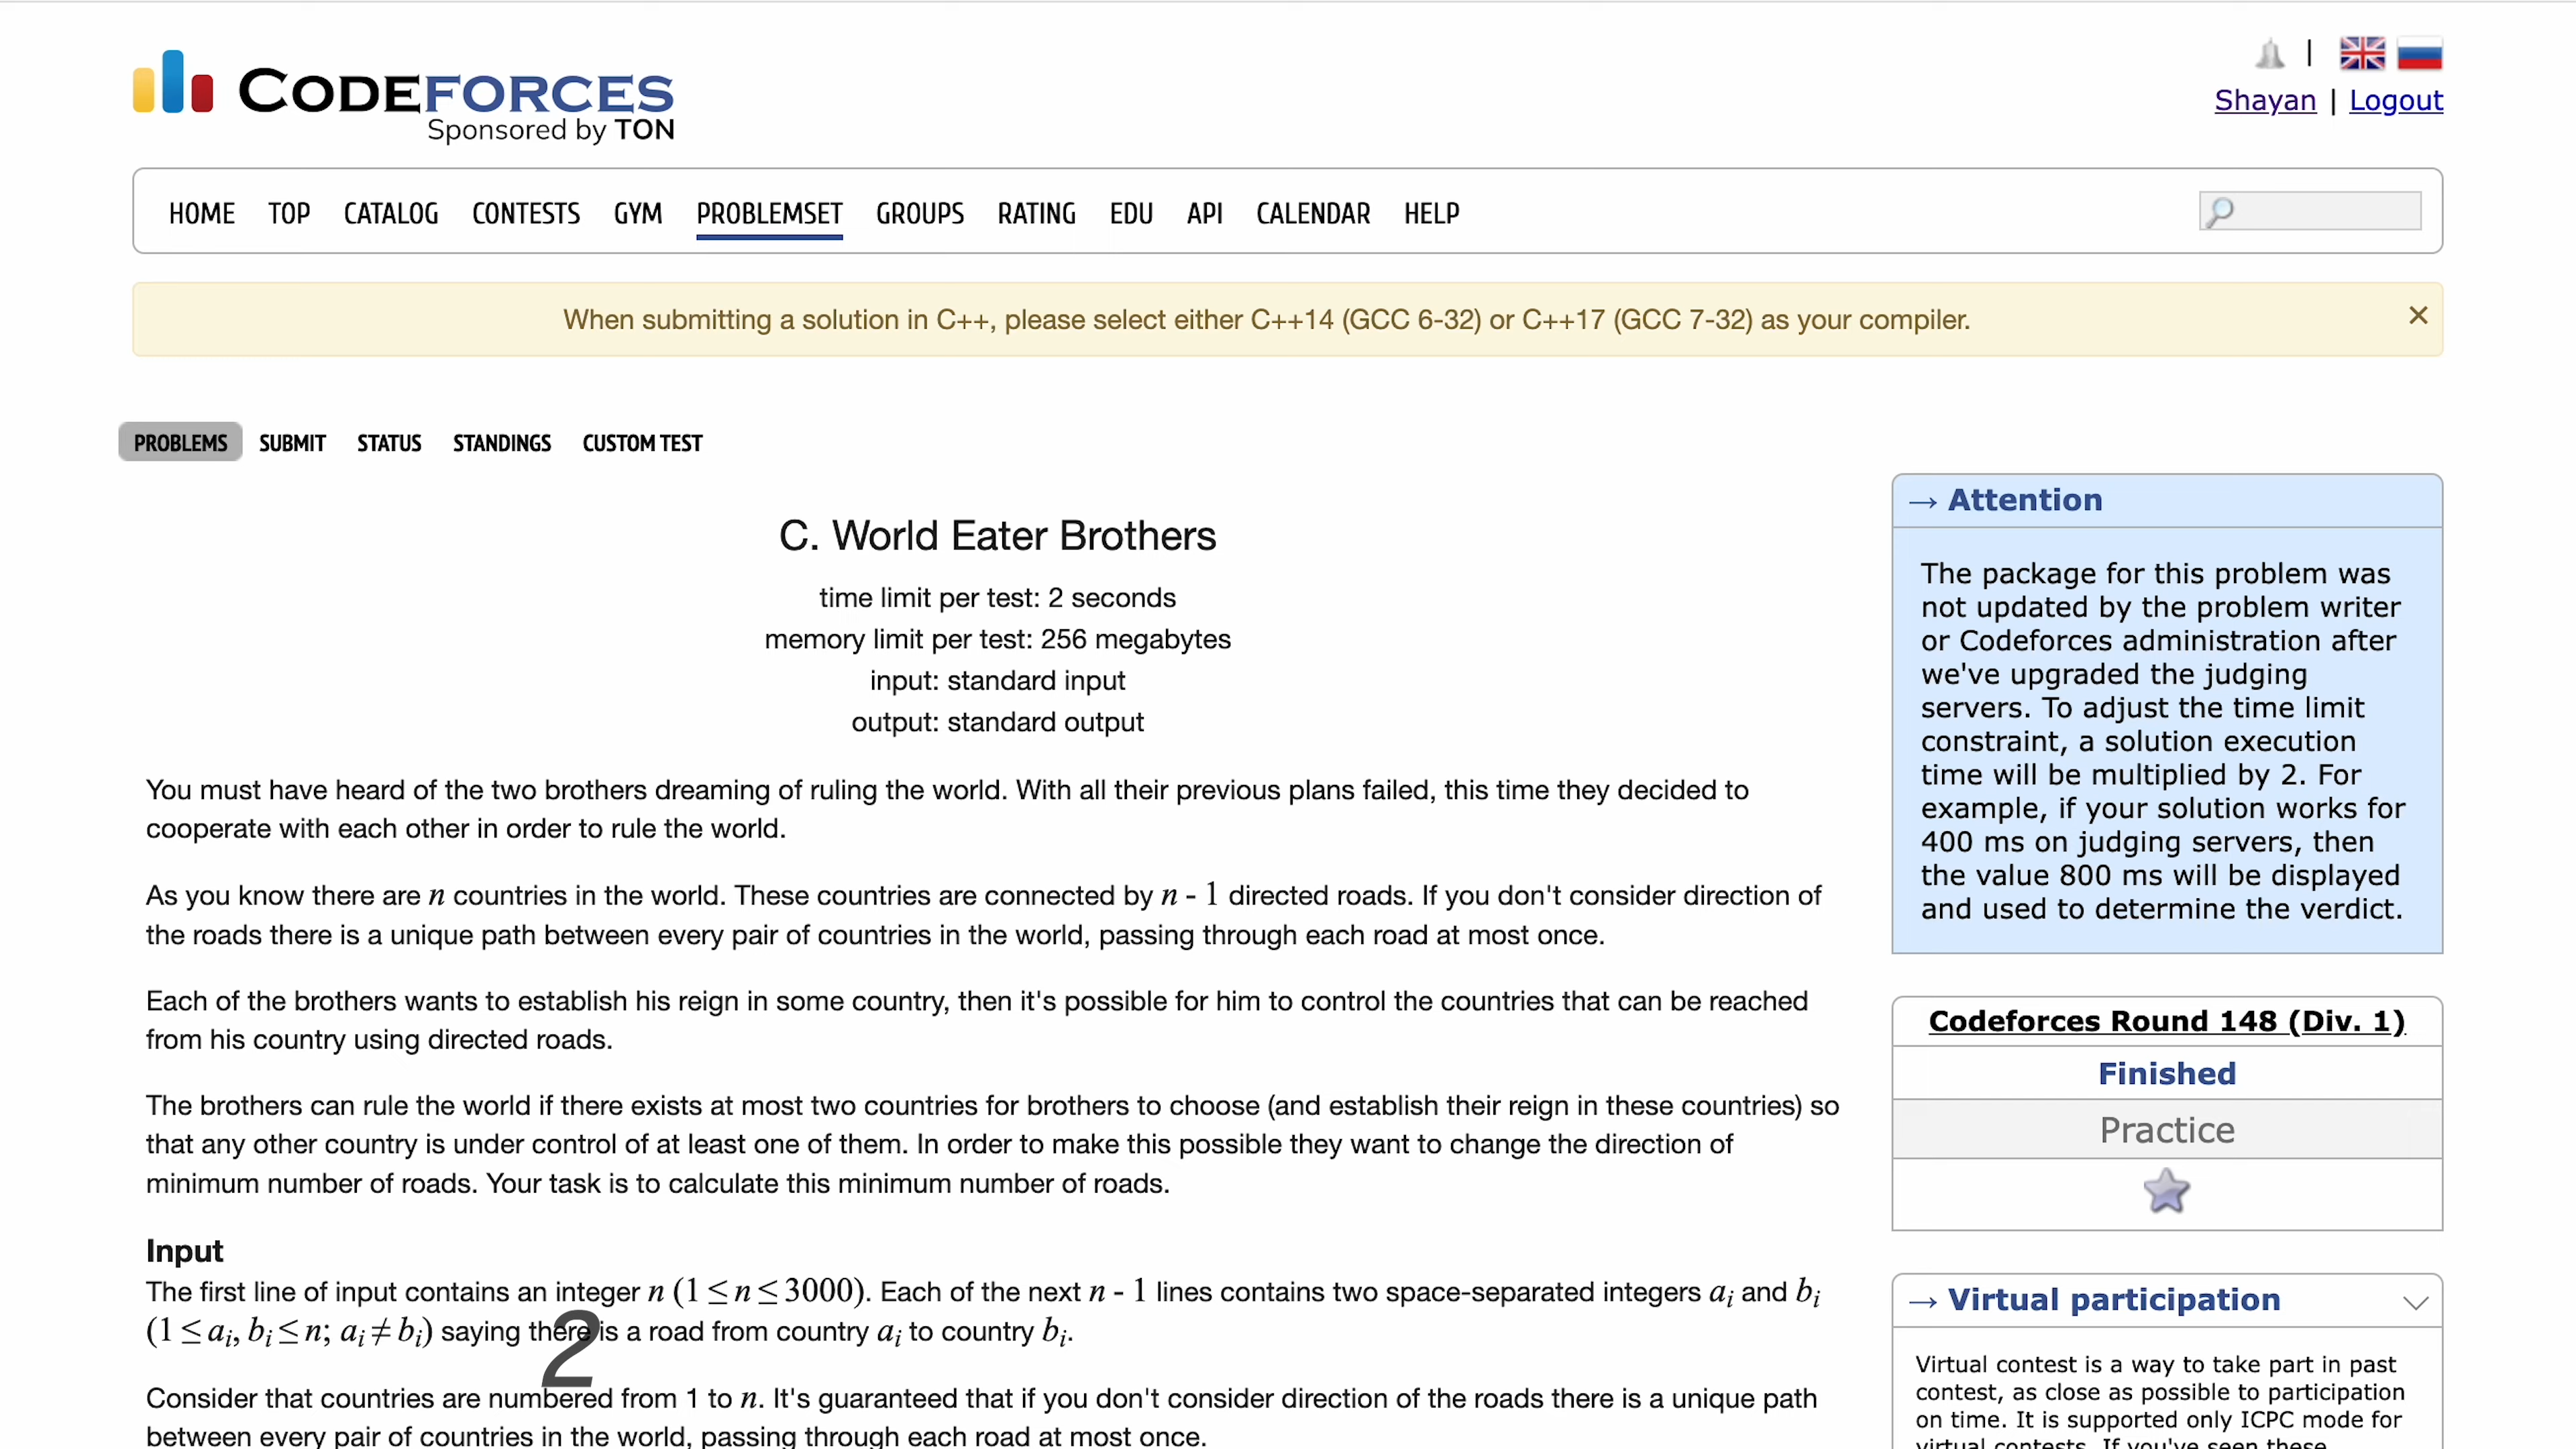 CODEFORCES
Sponsored by TON
|
Shayan | Logout
HOME TOP CATALOG CONTESTS GYM PROBLEMSET GROUPS RATING EDU API CALENDAR HELP
When submitting a solution in C++, please select either C++14 (GCC 6-32) or C++17 (GCC 7-32) as your compiler.
×
PROBLEMS SUBMIT STATUS STANDINGS CUSTOM TEST
C. World Eater Brothers
time limit per test: 2 seconds
memory limit per test: 256 megabytes
input: standard input
output: standard output
You must have heard of the two brothers dreaming of ruling the world. With all their previous plans failed, this time they decided to
cooperate with each other in order to rule the world.
As you know there are n countries in the world. These countries are connected by n - 1 directed roads. If you don't consider direction of
the roads there is a unique path between every pair of countries in the world, passing through each road at most once.
Each of the brothers wants to establish his reign in some country, then it's possible for him to control the countries that can be reached
from his country using directed roads.
The brothers can rule the world if there exists at most two countries for brothers to choose (and establish their reign in these countries) so
that any other country is under control of at least one of them. In order to make this possible they want to change the direction of
minimum number of roads. Your task is to calculate this minimum number of roads.
Input
The first line of input contains an integer n (1 ≤ n ≤ 3000). Each of the next n - 1 lines contains two space-separated integers aᵢ and bᵢ
(1 ≤ aᵢ, bᵢ ≤ n; aᵢ ≠ bᵢ) saying there is a road from country aᵢ to country bᵢ.
2
Consider that countries are numbered from 1 to n. It's guaranteed that if you don't consider direction of the roads there is a unique path
between every pair of countries in the world, passing through each road at most once.
→ Attention
The package for this problem was
not updated by the problem writer
or Codeforces administration after
we've upgraded the judging
servers. To adjust the time limit
constraint, a solution execution
time will be multiplied by 2. For
example, if your solution works for
400 ms on judging servers, then
the value 800 ms will be displayed
and used to determine the verdict.
Codeforces Round 148 (Div. 1)
Finished
Practice
→ Virtual participation
Virtual contest is a way to take part in past
contest, as close as possible to participation
on time. It is supported only ICPC mode for
virtual contests. If you've seen these